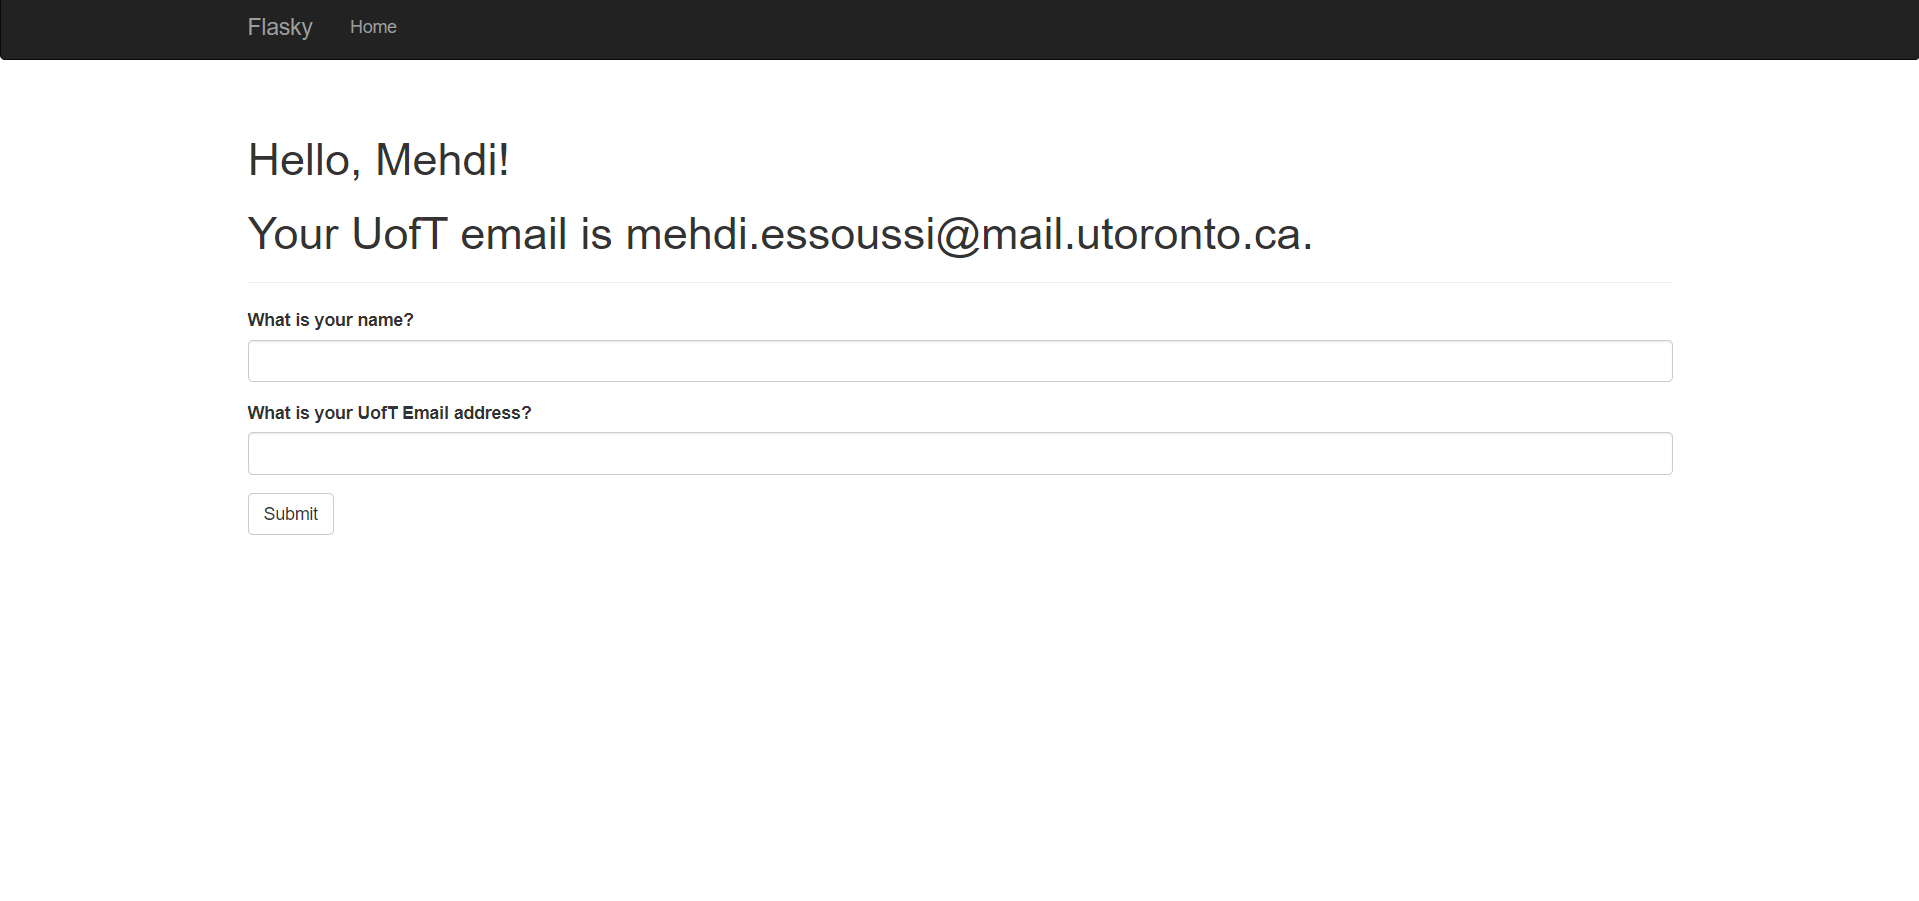 Flasky Home
Hello, Mehdi!
Your UofT email is mehdi.essoussi@mail.utoronto.ca.
What is your name?
What is your UofT Email address?
Submit